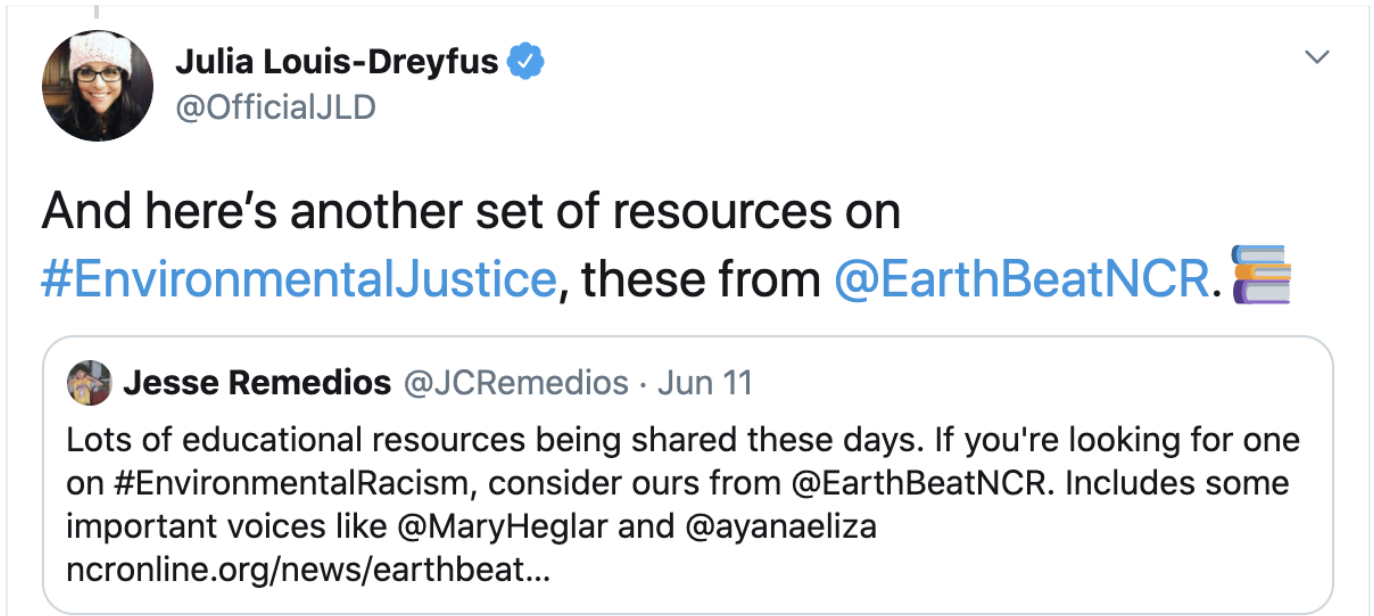 Julia Louis-Dreyfus
@OfficialJLD
And here’s another set of resources on
#EnvironmentalJustice, these from @EarthBeatNCR. 📚
Jesse Remedios @JCRemedios · Jun 11
Lots of educational resources being shared these days. If you're looking for one
on #EnvironmentalRacism, consider ours from @EarthBeatNCR. Includes some
important voices like @MaryHeglar and @ayanaeliza
ncronline.org/news/earthbeat...